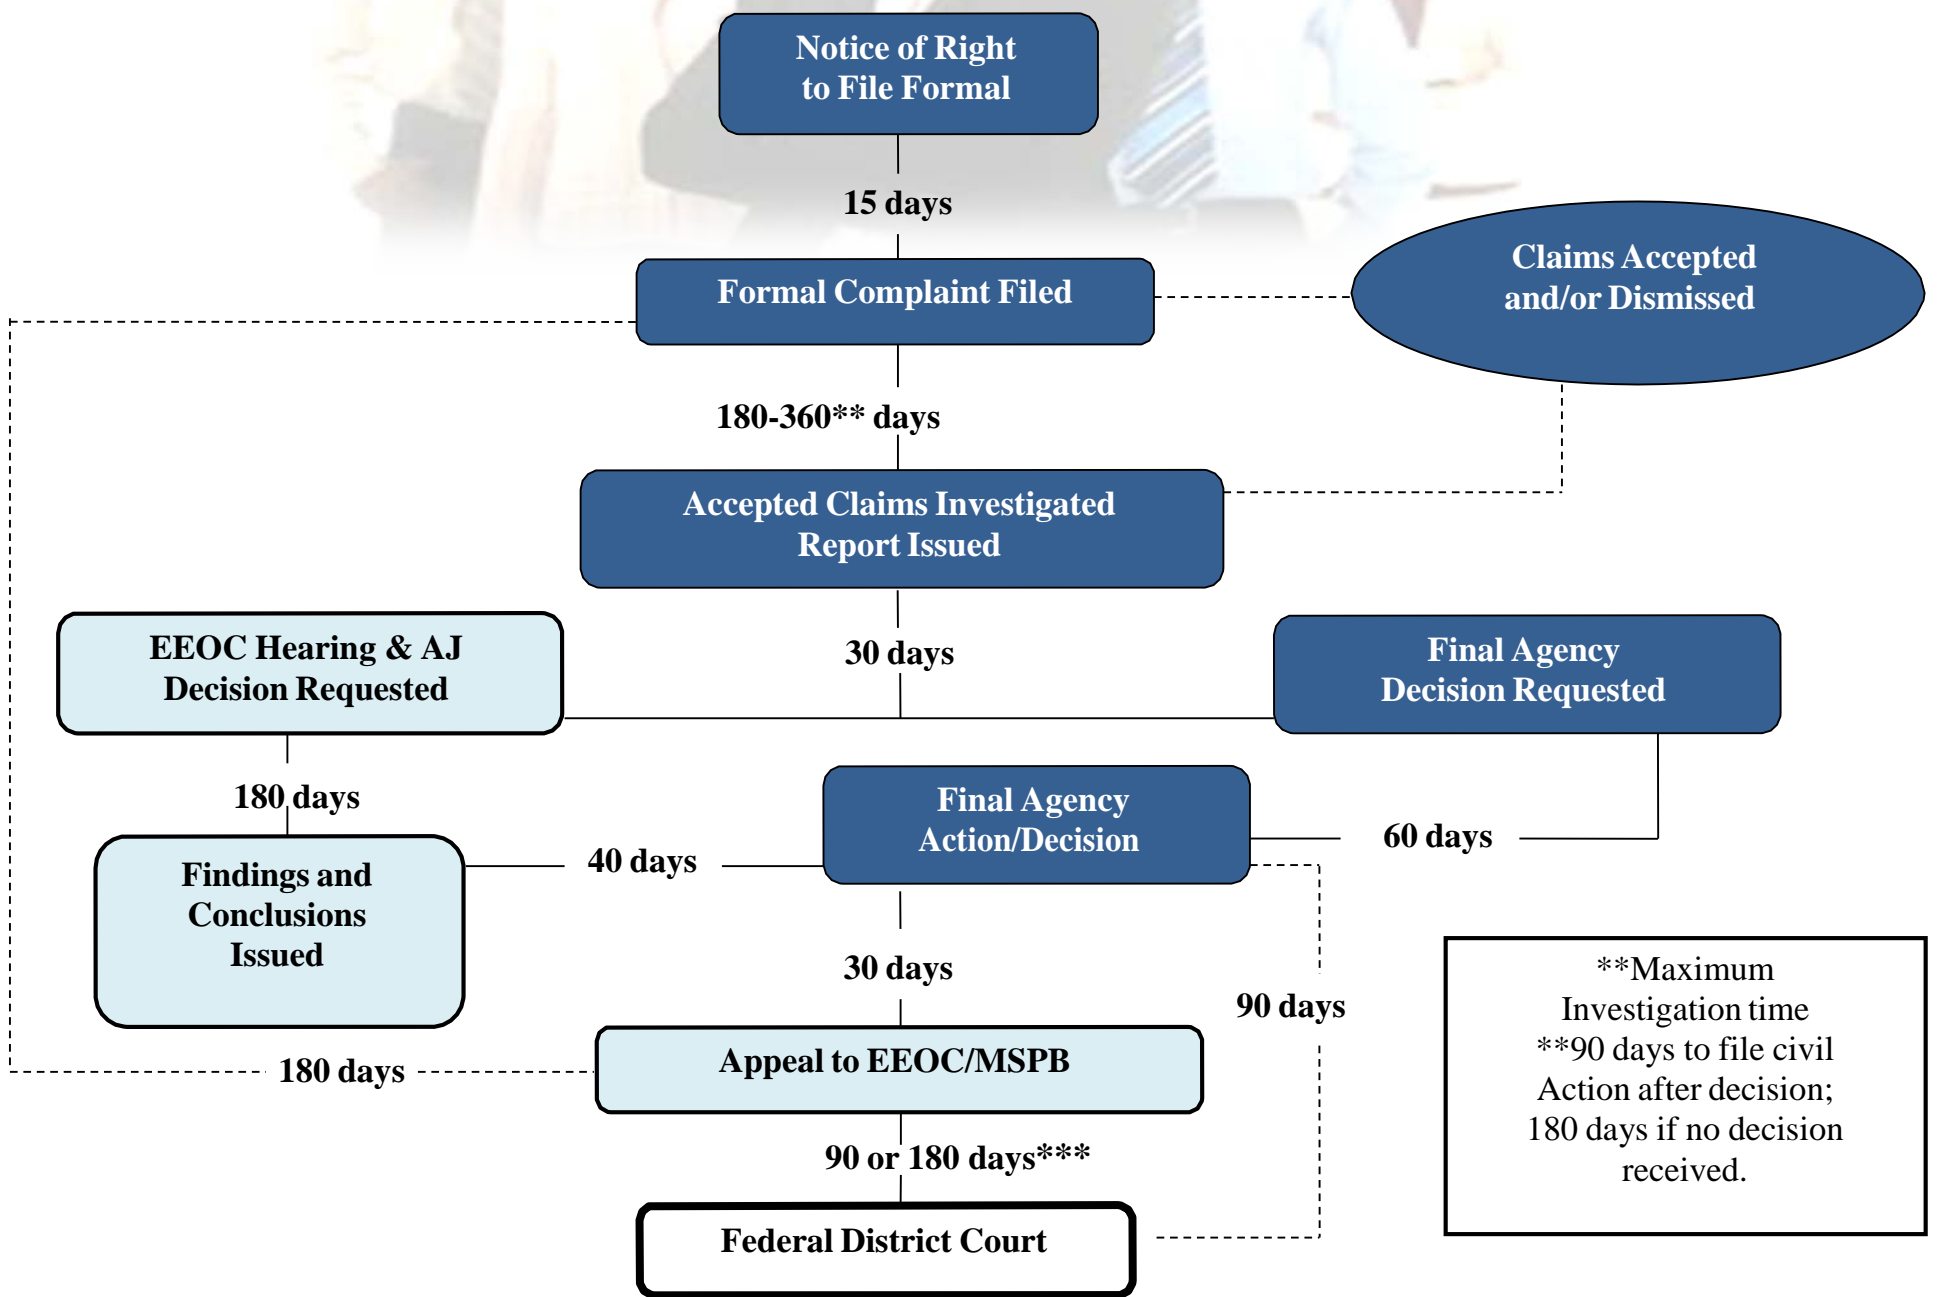 Notice of Right
to File Formal
15 days
Formal Complaint Filed
Claims Accepted
and/or Dismissed
180-360** days
Accepted Claims Investigated
Report Issued
EEOC Hearing & AJ
Decision Requested
30 days
Final Agency
Decision Requested
180 days
Final Agency
Action/Decision
60 days
40 days
Findings and
Conclusions
Issued
30 days
90 days
**Maximum
Investigation time
**90 days to file civil
Action after decision;
180 days if no decision
received.
180 days
Appeal to EEOC/MSPB
90 or 180 days***
Federal District Court